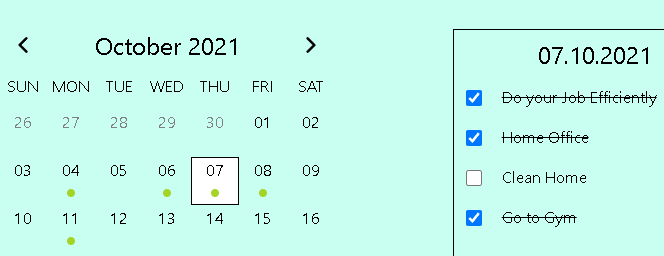 October 2021
SUN MON TUE WED THU FRI SAT
26 27 28 29 30 01 02
03 04 05 06 07 08 09
10 11 12 13 14 15 16
07.10.2021
Do your Job Efficiently
Home Office
Clean Home
Go to Gym